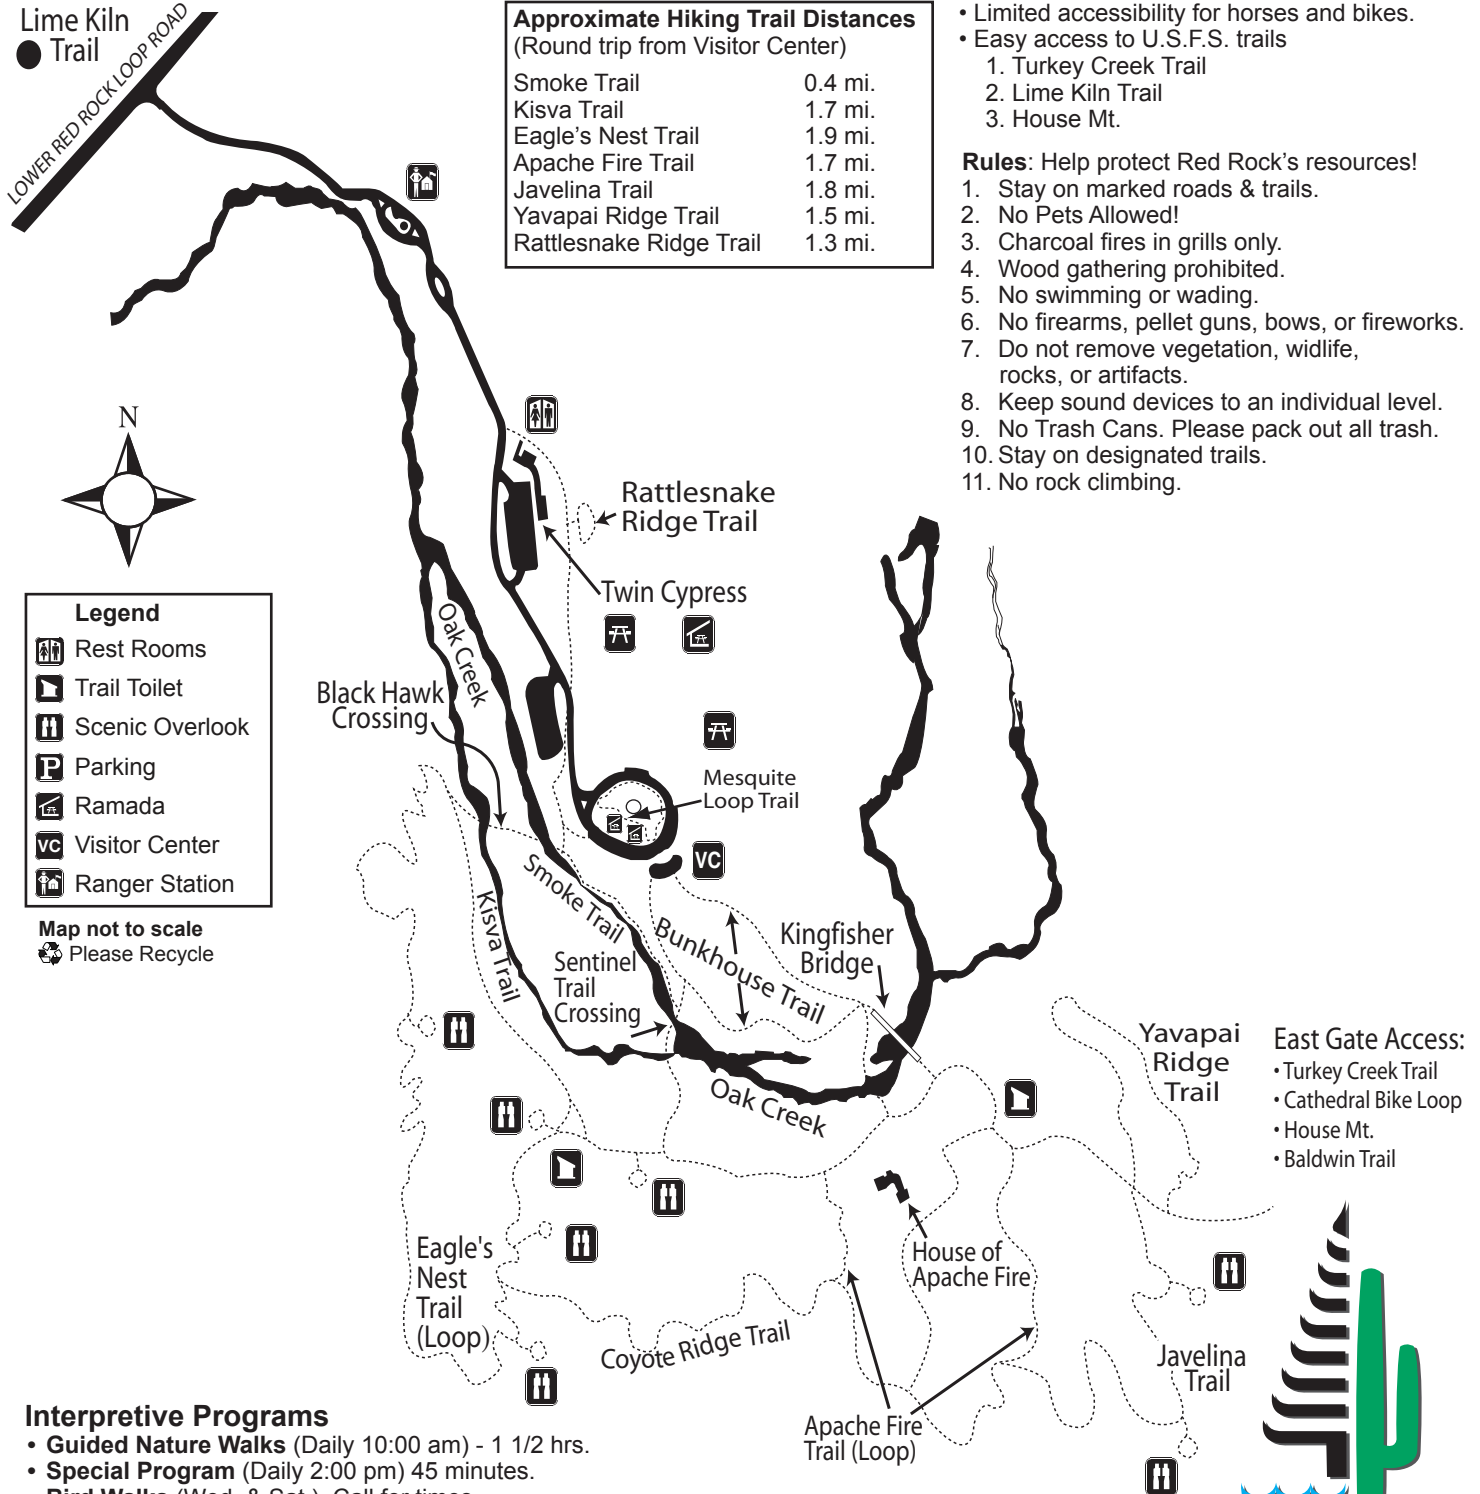 Lime Kiln
Trail
LOWER RED ROCK LOOP ROAD
Approximate Hiking Trail Distances
(Round trip from Visitor Center)
Smoke Trail 0.4 mi.
Kisva Trail 1.7 mi.
Eagle's Nest Trail 1.9 mi.
Apache Fire Trail 1.7 mi.
Javelina Trail 1.8 mi.
Yavapai Ridge Trail 1.5 mi.
Rattlesnake Ridge Trail 1.3 mi.
• Limited accessibility for horses and bikes.
• Easy access to U.S.F.S. trails
1. Turkey Creek Trail
2. Lime Kiln Trail
3. House Mt.
Rules: Help protect Red Rock's resources!
1. Stay on marked roads & trails.
2. No Pets Allowed!
3. Charcoal fires in grills only.
4. Wood gathering prohibited.
5. No swimming or wading.
6. No firearms, pellet guns, bows, or fireworks.
7. Do not remove vegetation, widlife,
rocks, or artifacts.
8. Keep sound devices to an individual level.
9. No Trash Cans. Please pack out all trash.
10. Stay on designated trails.
11. No rock climbing.
N
Rattlesnake
Ridge Trail
Twin Cypress
Legend
Rest Rooms
Trail Toilet
Scenic Overlook
P Parking
Ramada
VC Visitor Center
Ranger Station
Map not to scale
Please Recycle
Oak Creek
Black Hawk
Crossing
Mesquite
Loop Trail
VC
Smoke Trail
Kisva Trail
Bunkhouse Trail
Sentinel
Trail
Crossing
Kingfisher
Bridge
Oak Creek
Yavapai
Ridge
Trail
East Gate Access:
• Turkey Creek Trail
• Cathedral Bike Loop
• House Mt.
• Baldwin Trail
Eagle's
Nest
Trail
(Loop)
House of
Apache Fire
Coyote Ridge Trail
Javelina
Trail
Apache Fire
Trail (Loop)
Interpretive Programs
• Guided Nature Walks (Daily 10:00 am) - 1 1/2 hrs.
• Special Program (Daily 2:00 pm) 45 minutes.
Bird Walks (Wed. & Sat.) Call for times